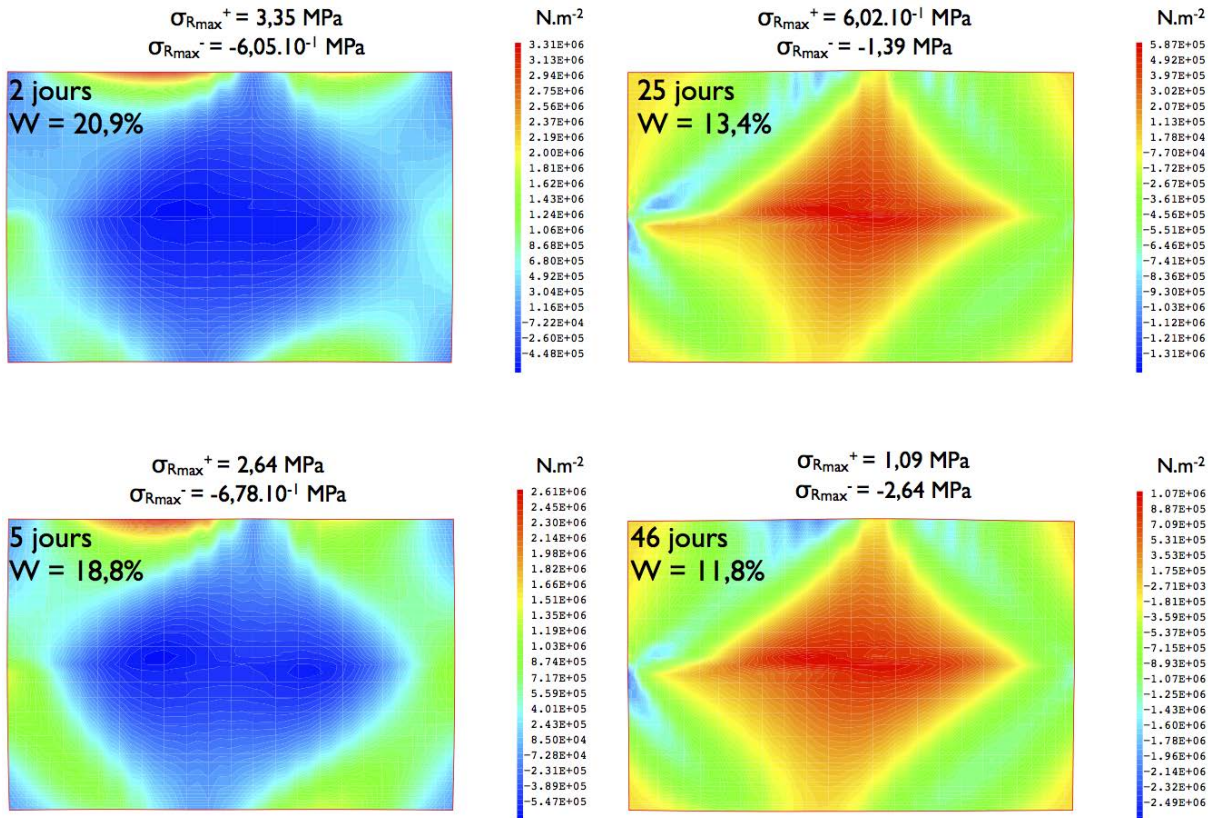 σRmax+ = 3,35 MPa
σRmax- = -6,05.10-1 MPa
N.m-2
2 jours
W = 20,9%
3.31E+06
3.13E+06
2.94E+06
2.75E+06
2.56E+06
2.37E+06
2.19E+06
2.00E+06
1.81E+06
1.62E+06
1.43E+06
1.24E+06
1.06E+06
8.68E+05
6.80E+05
4.92E+05
3.04E+05
1.16E+05
-7.22E+04
-2.60E+05
-4.48E+05
σRmax+ = 6,02.10-1 MPa
σRmax- = -1,39 MPa
N.m-2
25 jours
W = 13,4%
5.87E+05
4.92E+05
3.97E+05
3.02E+05
2.07E+05
1.13E+05
1.78E+04
-7.70E+04
-1.72E+05
-2.67E+05
-3.61E+05
-4.56E+05
-5.51E+05
-6.46E+05
-7.41E+05
-8.36E+05
-9.30E+05
-1.03E+06
-1.12E+06
-1.21E+06
-1.31E+06
σRmax+ = 2,64 MPa
σRmax- = -6,78.10-1 MPa
N.m-2
5 jours
W = 18,8%
2.61E+06
2.45E+06
2.30E+06
2.14E+06
1.98E+06
1.82E+06
1.66E+06
1.51E+06
1.35E+06
1.19E+06
1.03E+06
8.74E+05
7.17E+05
5.59E+05
4.01E+05
2.43E+05
8.50E+04
-7.28E+04
-2.31E+05
-3.89E+05
-5.47E+05
σRmax+ = 1,09 MPa
σRmax- = -2,64 MPa
N.m-2
46 jours
W = 11,8%
1.07E+06
8.87E+05
7.09E+05
5.31E+05
3.53E+05
1.75E+05
-2.71E+03
-1.81E+05
-3.59E+05
-5.37E+05
-7.15E+05
-8.93E+05
-1.07E+06
-1.25E+06
-1.43E+06
-1.61E+06
-1.78E+06
-1.96E+06
-2.14E+06
-2.32E+06
-2.49E+06